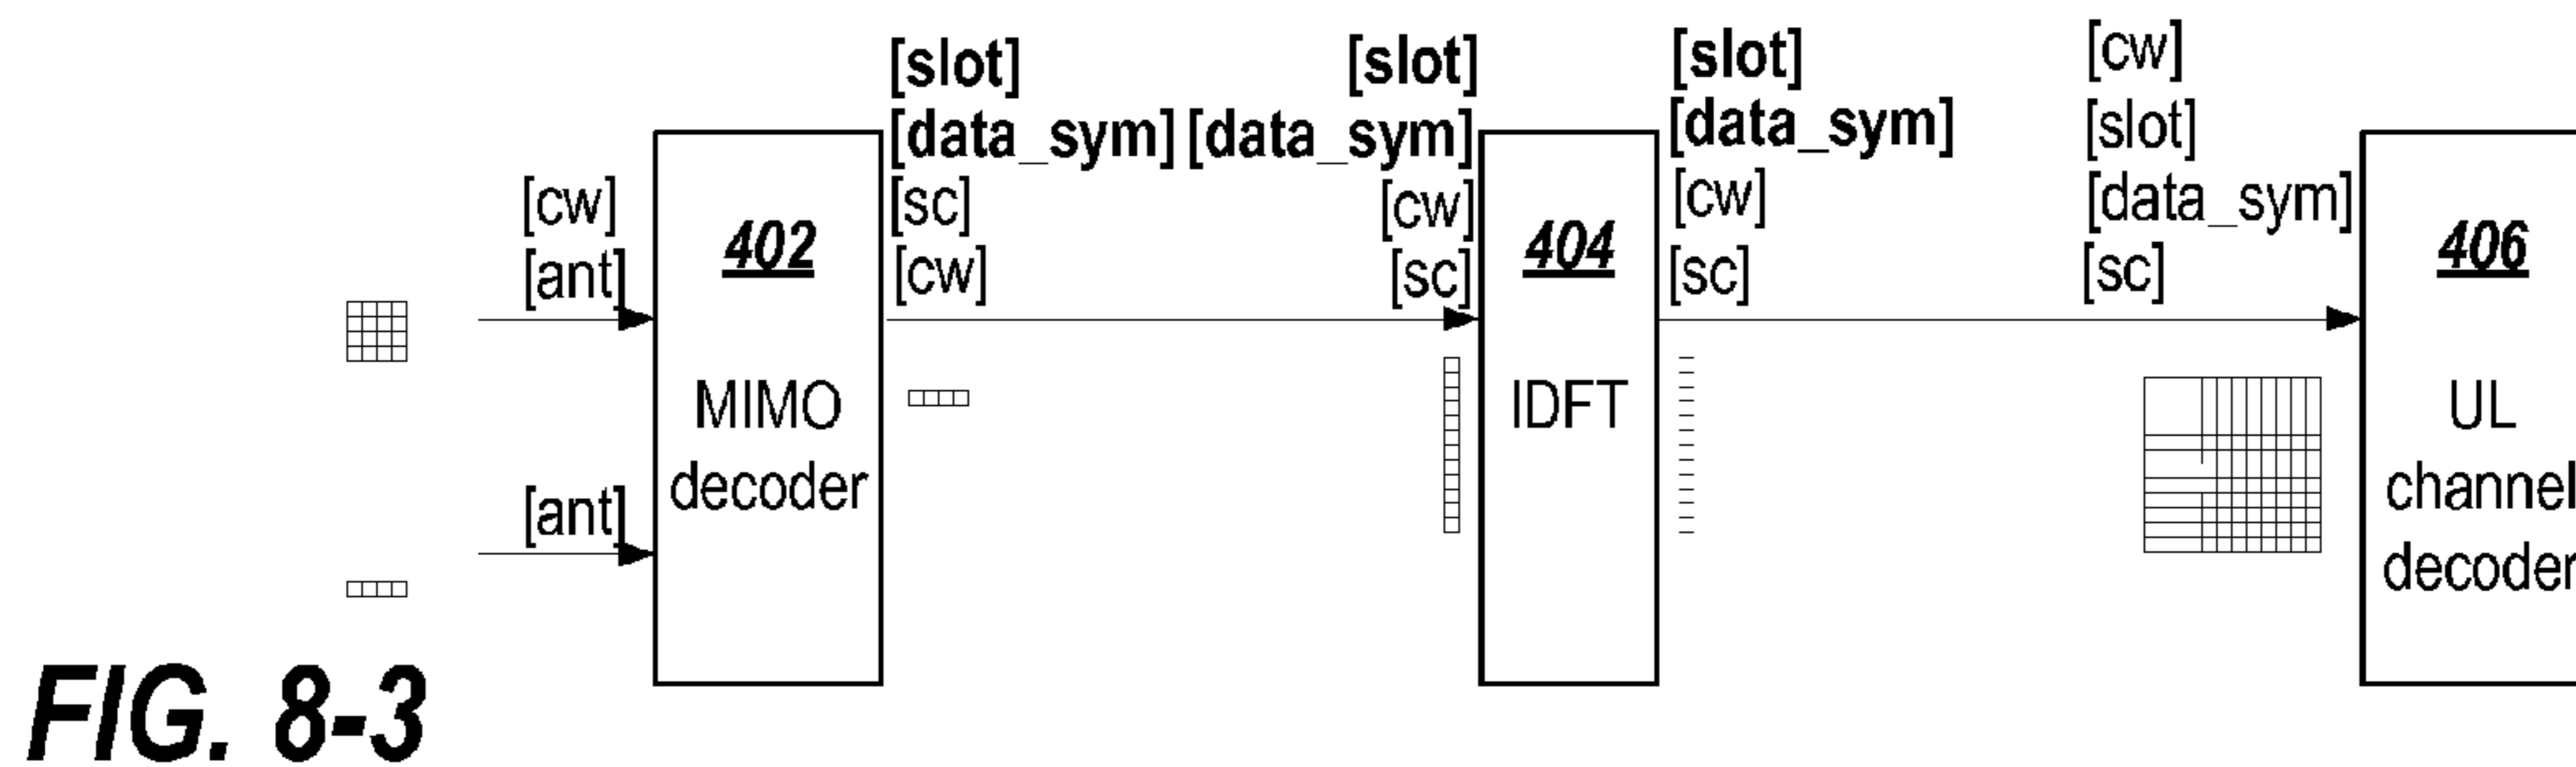 [slot] [slot] [slot] [cw]
[data_sym] [data_sym] [data_sym] [slot]
[cw] [sc] [cw] [cw] [data_sym]
[ant] [cw] [sc] [sc] [sc]
402 404 406
MIMO IDFT UL
decoder channel
[ant] decoder
FIG. 8-3